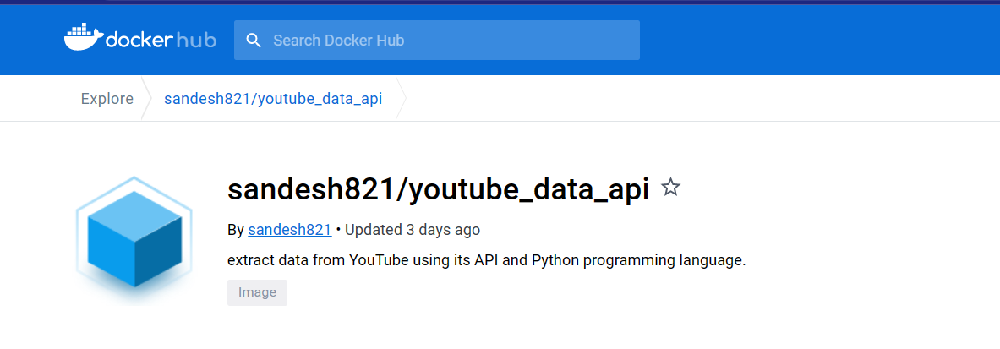 docker hub
Search Docker Hub
Explore
sandesh821/youtube_data_api
sandesh821/youtube_data_api
By sandesh821 • Updated 3 days ago
extract data from YouTube using its API and Python programming language.
Image